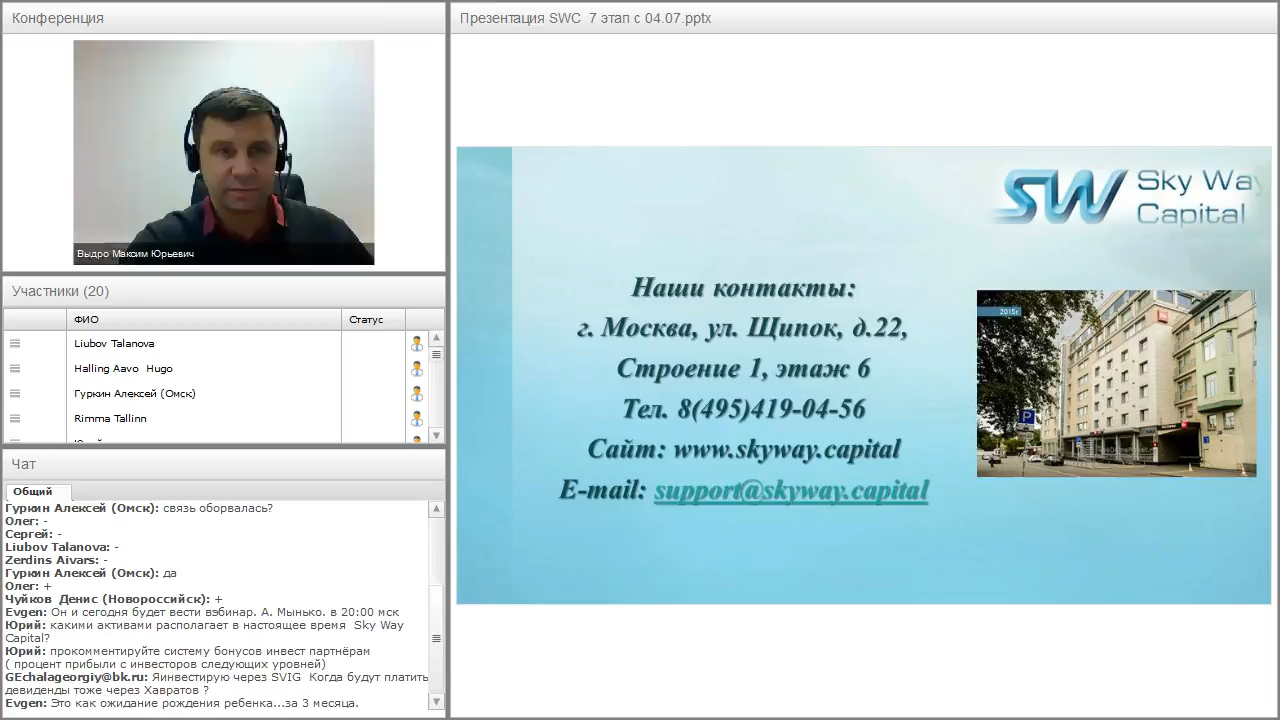 Конференция
Выдро Максим Юрьевич
Участники (20)
ФИО
Статус
Liubov Talanova
Halling Aavo  Hugo
Гуркин Алексей (Омск)
Rimma Tallinn
Чат
Общий
Гуркин Алексей (Омск): связь оборвалась?
Олег: -
Сергей: -
Liubov Talanova: -
Zerdins Aivars: -
Гуркин Алексей (Омск): да
Олег: +
Чуйков  Денис (Новороссийск): +
Evgen: Он и сегодня будет вести вэбинар. А. Мынько. в 20:00 мск
Юрий: какими активами располагает в настоящее время  Sky Way
Capital?
Юрий: прокомментируйте систему бонусов инвест партнёрам
( процент прибыли с инвесторов следующих уровней)
GEchalageorgiy@bk.ru: Яинвестирую через SVIG  Когда будут платить
девиденды тоже через Хавратов ?
Evgen: Это как ожидание рждения ребенка...за 3 месяца.
Презентация SWC  7 этап с 04.07.pptx
SW Sky Way
Capital
Наши контакты:
г. Москва, ул. Щипок, д.22,
Строение 1, этаж 6
Тел. 8(495)419-04-56
Сайт: www.skyway.capital
E-mail: support@skyway.capital
2015г.
P